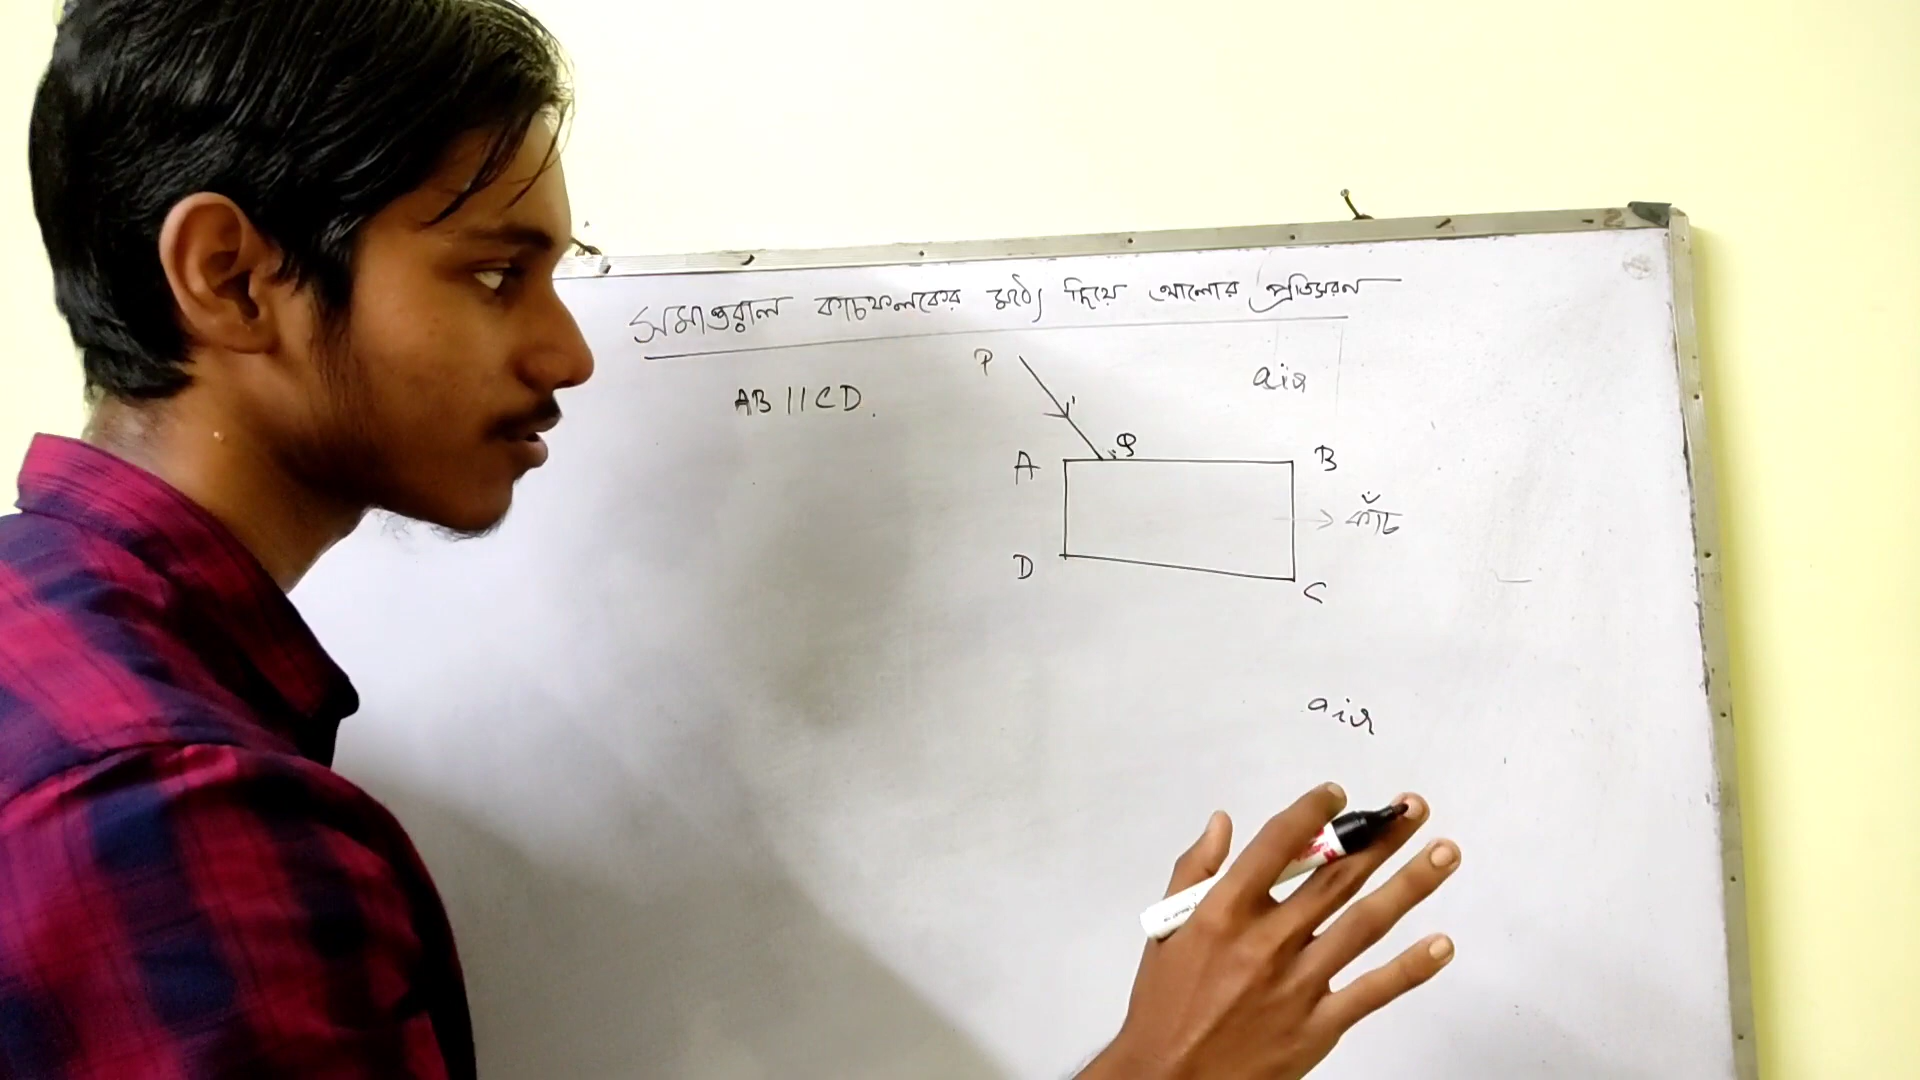 সমান্তরাল কাচফলকের মধ্যে দিয়ে আলোর প্রতিসরণ
P
air
AB || CD.
Q
A
B
কাঁচ
D
C
air